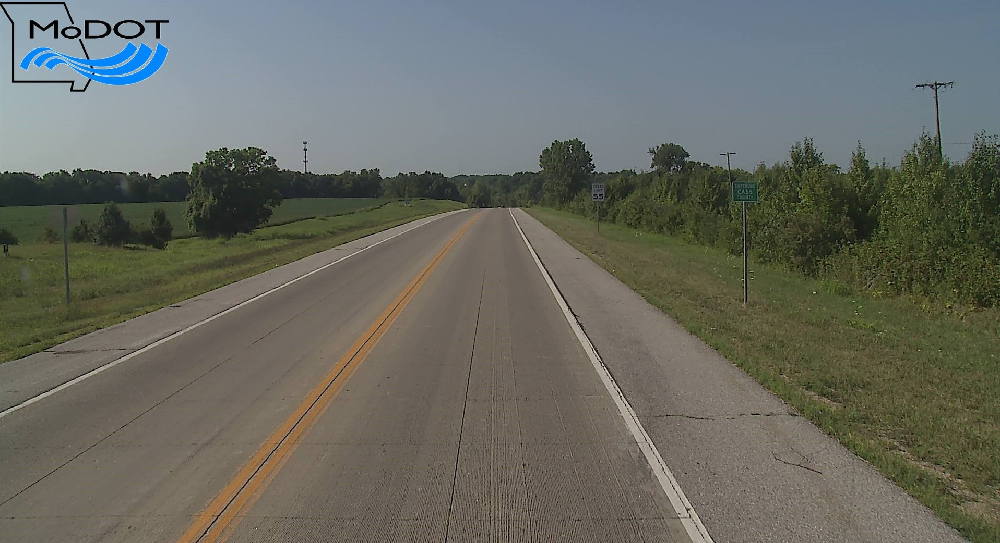 MoDOT
SPEED
LIMIT
55
ENTERING
CASS
COUNTY